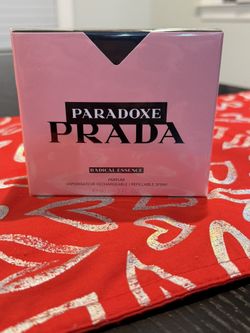 PARADOXE
PRADA
RADICAL ESSENCE
PARFUM
VAPORISATEUR RECHARGEABLE / REFILLABLE SPRAY